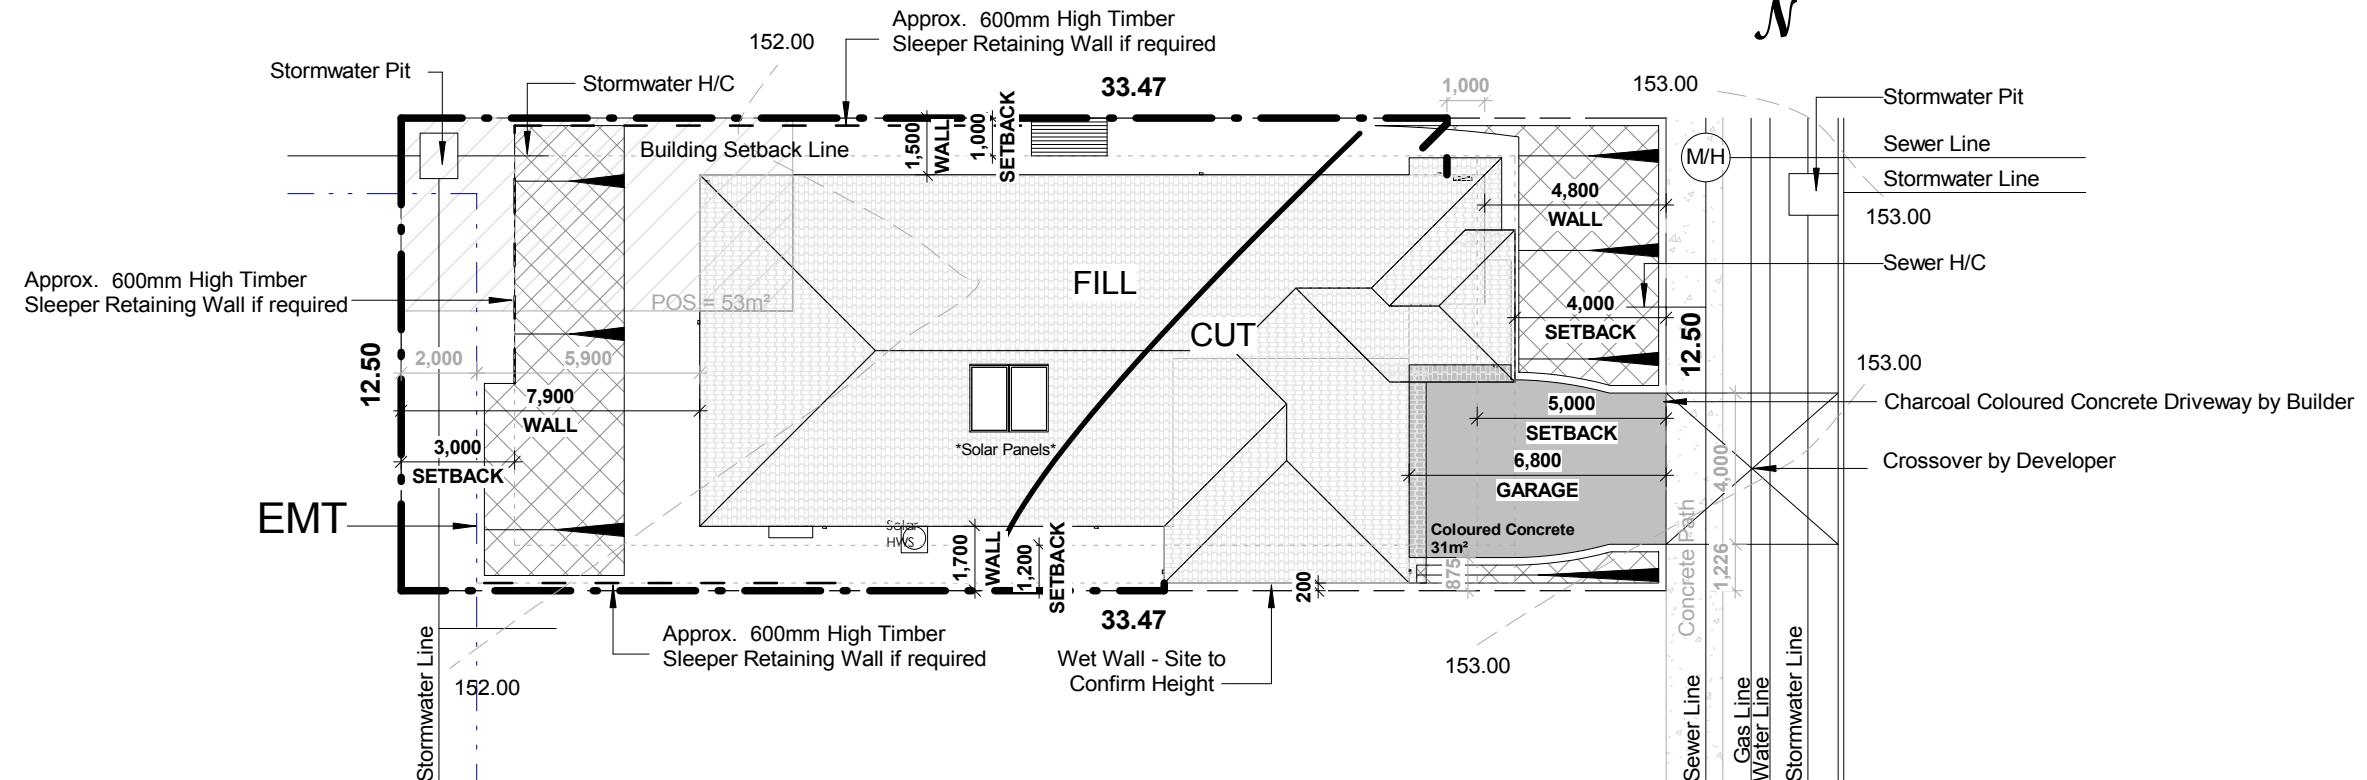 N
Approx. 600mm High Timber
Sleeper Retaining Wall if required
152.00
Stormwater Pit
Stormwater H/C
33.47
1,000
153.00
Stormwater Pit
Sewer Line
Stormwater Line
153.00
Sewer H/C
M/H
Building Setback Line
1,500
WALL
1,000
SETBACK
4,800
WALL
4,000
SETBACK
12.50
153.00
Approx. 600mm High Timber
Sleeper Retaining Wall if required
POS = 53m²
FILL
CUT
12.50
2,000
5,900
7,900
WALL
3,000
SETBACK
*Solar Panels*
5,000
SETBACK
6,800
GARAGE
Charcoal Coloured Concrete Driveway by Builder
Crossover by Developer
4,000
EMT
Solar
HWS
1,700
WALL
1,200
SETBACK
Coloured Concrete
31m²
875
200
1,226
Concrete Path
33.47
Approx. 600mm High Timber
Sleeper Retaining Wall if required
Wet Wall - Site to
Confirm Height
153.00
152.00
Stormwater Line
Sewer Line
Gas Line
Water Line
Stormwater Line